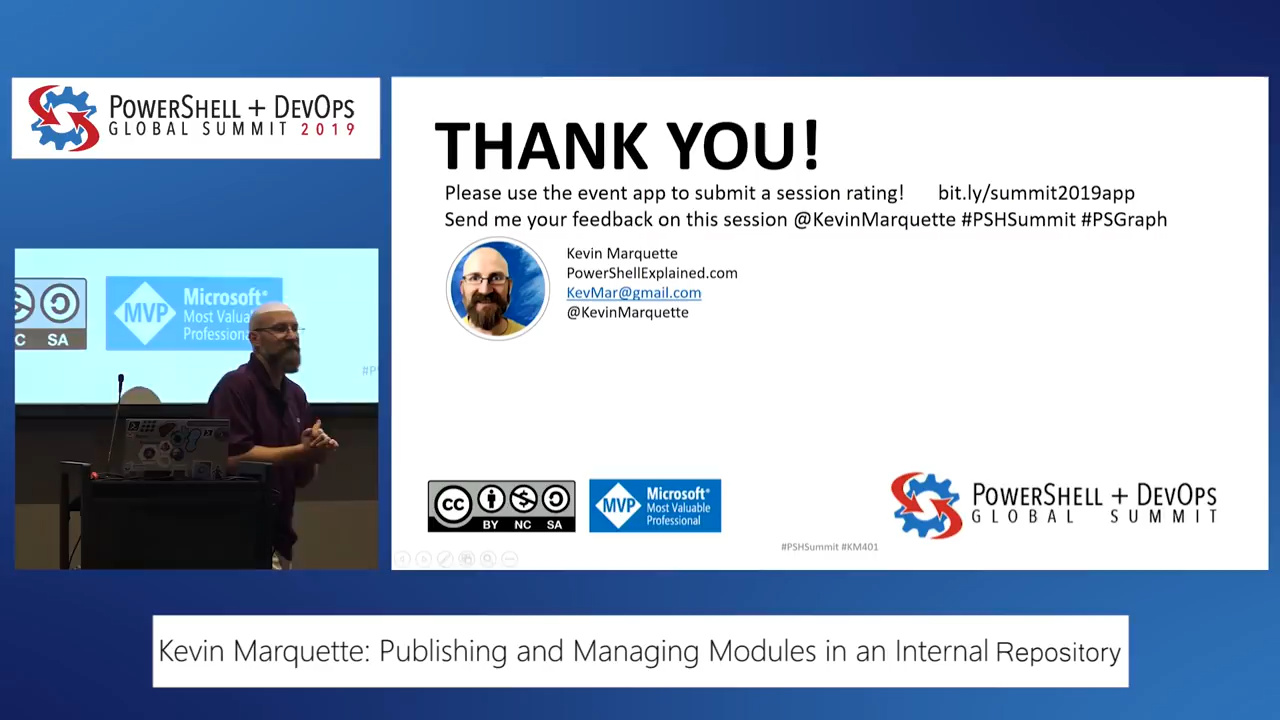 POWERSHELL + DEVOPS
GLOBAL SUMMIT 2019
THANK YOU!
Please use the event app to submit a session rating! bit.ly/summit2019app
Send me your feedback on this session @KevinMarquette #PSHSummit #PSGraph
Kevin Marquette
PowerShellExplained.com
KevMar@gmail.com
@KevinMarquette
C SA
MVP
Microsoft®
Most Valuab
Professiona
#P
cc
BY NC SA
MVP
Microsoft®
Most Valuable
Professional
POWERSHELL + DEVOPS
GLOBAL SUMMIT
#PSHSummit #KM401
Kevin Marquette: Publishing and Managing Modules in an Internal Repository